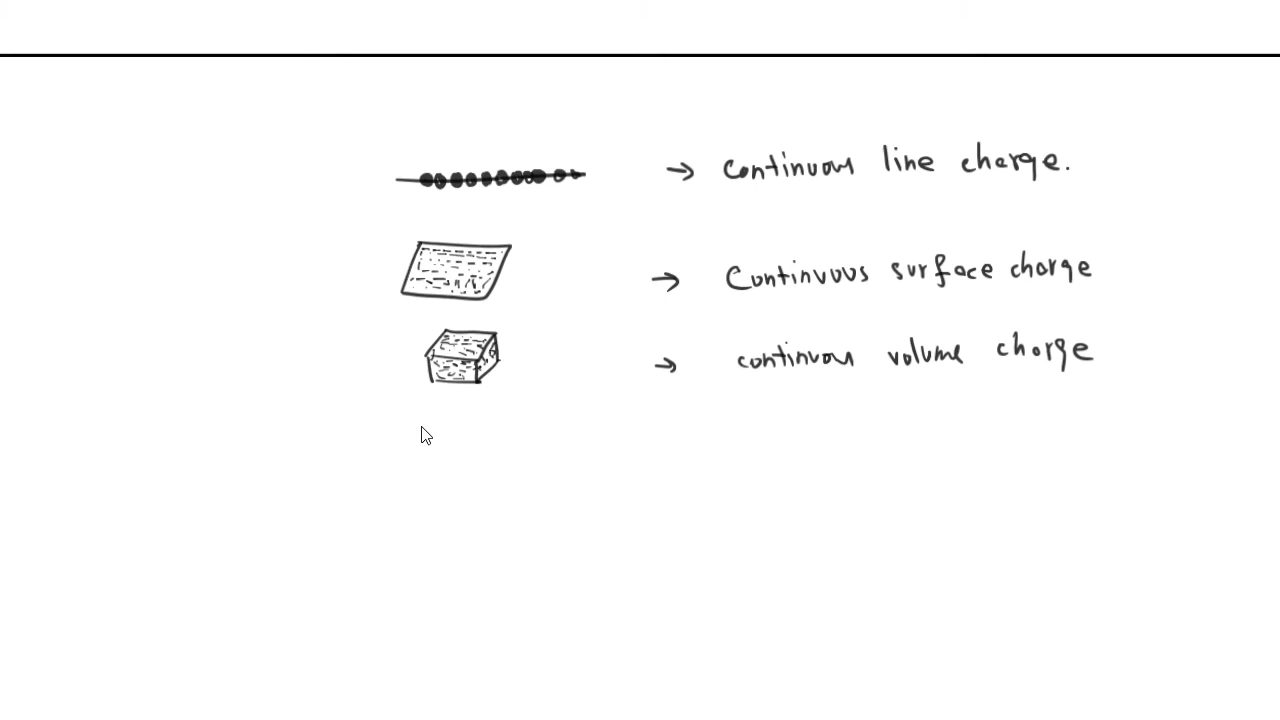 → continuous line charge.
→ Continuous surface charge
→ continuous volume charge